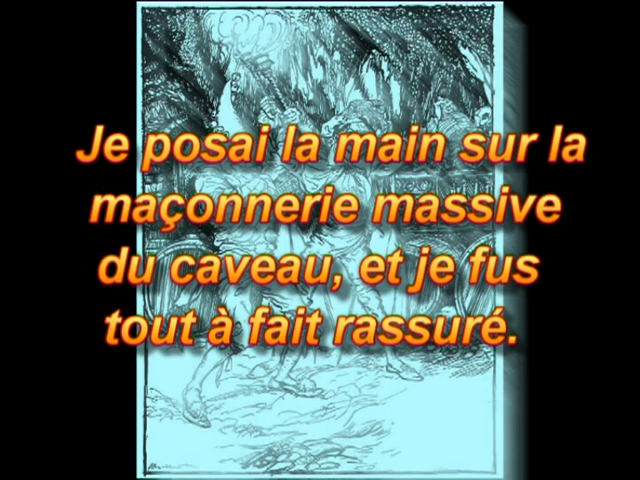 Je posai la main sur la
maçonnerie massive
du caveau, et je fus
tout à fait rassuré.